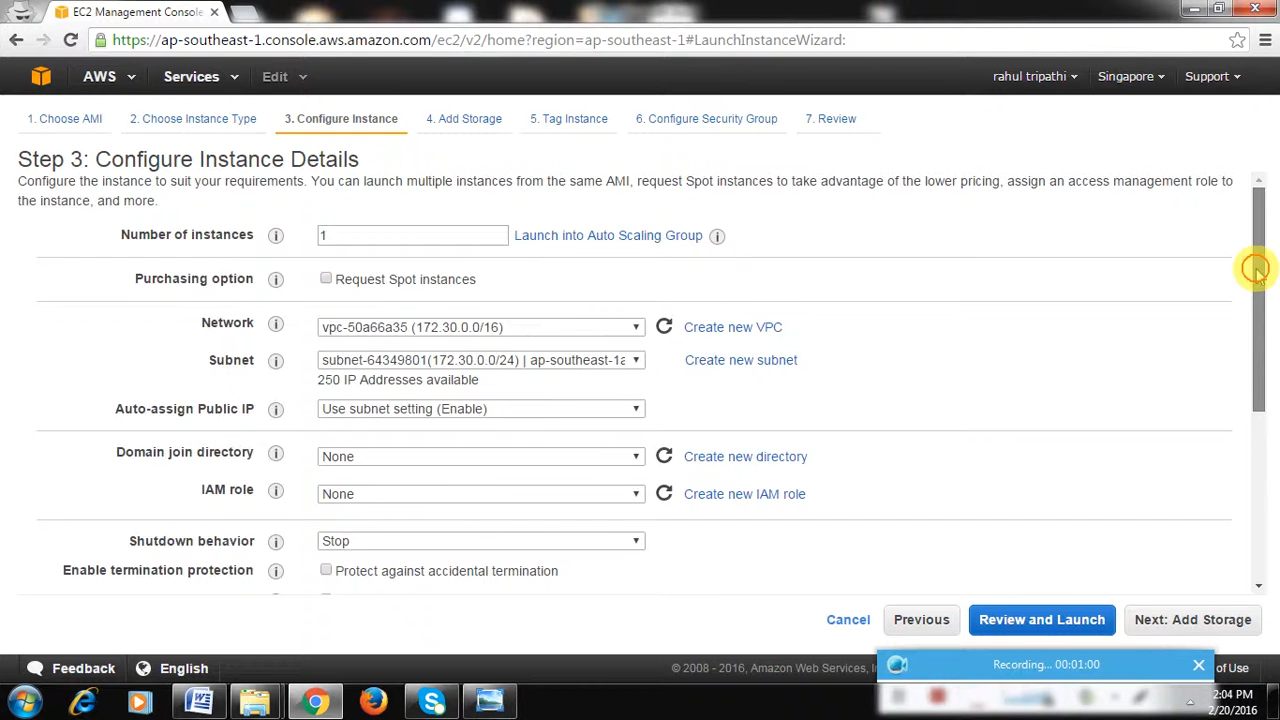 EC2 Management Conso
https://ap-southeast-1.console.aws.amazon.com/ec2/v2/home?region=ap-southeast-1#LaunchInstanceWizard:
AWS Services Edit rahul tripathi Singapore Support
1. Choose AMI 2. Choose Instance Type 3. Configure Instance 4. Add Storage 5. Tag Instance 6. Configure Security Group 7. Review
Step 3: Configure Instance Details
Configure the instance to suit your requirements. You can launch multiple instances from the same AMI, request Spot instances to take advantage of the lower pricing, assign an access management role to
the instance, and more.
Number of instances 1 Launch into Auto Scaling Group
Purchasing option Request Spot instances
Network vpc-50a66a35 (172.30.0.0/16) Create new VPC
Subnet subnet-64349801(172.30.0.0/24) | ap-southeast-1a Create new subnet
250 IP Addresses available
Auto-assign Public IP Use subnet setting (Enable)
Domain join directory None Create new directory
IAM role None Create new IAM role
Shutdown behavior Stop
Enable termination protection Protect against accidental termination
Cancel Previous Review and Launch Next: Add Storage
Feedback English © 2008 - 2016, Amazon Web Services, of Use
Recording... 00:01:00
2:04 PM
2/20/2016